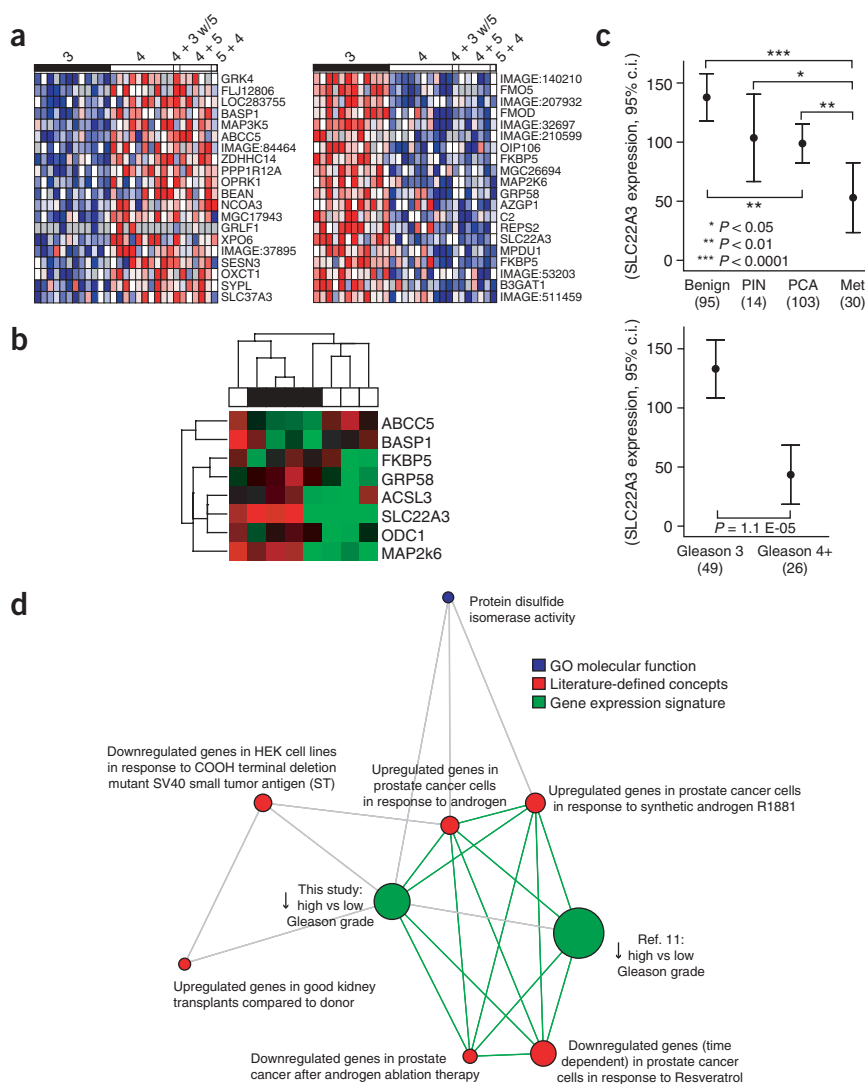 a
3
4
4 + 3 w/5
4 + 5
5 + 4
GRK4
FLJ12806
LOC283755
BASP1
MAP3K5
ABCC5
IMAGE:84464
ZDHHC14
PPP1R12A
OPRK1
BEAN
NCOA3
MGC17943
GRLF1
XPO6
IMAGE:37895
SESN3
OXCT1
SYPL
SLC37A3
3
4
4 + 3 w/5
4 + 5
5 + 4
IMAGE:140210
FMO5
IMAGE:207932
FMOD
IMAGE:32697
IMAGE:210599
OIP106
FKBP5
MGC26694
MAP2K6
GRP58
AZGP1
C2
REPS2
SLC22A3
MPDU1
FKBP5
IMAGE:53203
B3GAT1
IMAGE:511459
b
ABCC5
BASP1
FKBP5
GRP58
ACSL3
SLC22A3
ODC1
MAP2k6
c
(SLC22A3 expression, 95% c.i.)
150
100
50
0
***
*
**
**
* P < 0.05
** P < 0.01
*** P < 0.0001
Benign PIN PCA Met
(95) (14) (103) (30)
(SLC22A3 expression, 95% c.i.)
150
100
50
0
P = 1.1 E-05
Gleason 3 Gleason 4+
(49) (26)
d
Protein disulfide
isomerase activity
GO molecular function
Literature-defined concepts
Gene expression signature
Downregulated genes in HEK cell lines
in response to COOH terminal deletion
mutant SV40 small tumor antigen (ST)
Upregulated genes in
prostate cancer cells
in response to androgen
Upregulated genes in prostate cancer cells
in response to synthetic androgen R1881
↓ This study:
high vs low
Gleason grade
↓ Ref. 11:
high vs low
Gleason grade
Upregulated genes in good kidney
transplants compared to donor
Downregulated genes in prostate
cancer after androgen ablation therapy
Downregulated genes (time
dependent) in prostate cancer
cells in response to Resveratrol